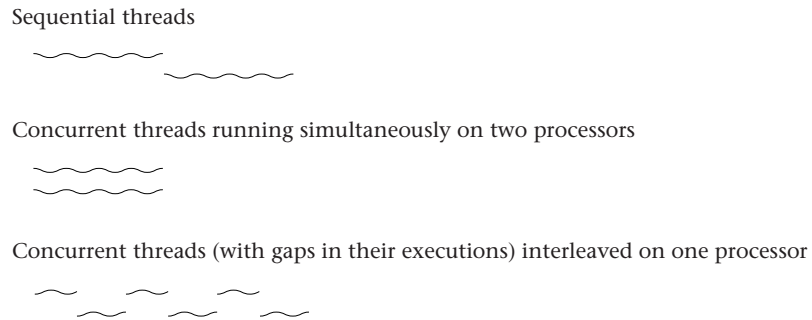 Sequential threads
Concurrent threads running simultaneously on two processors
Concurrent threads (with gaps in their executions) interleaved on one processor